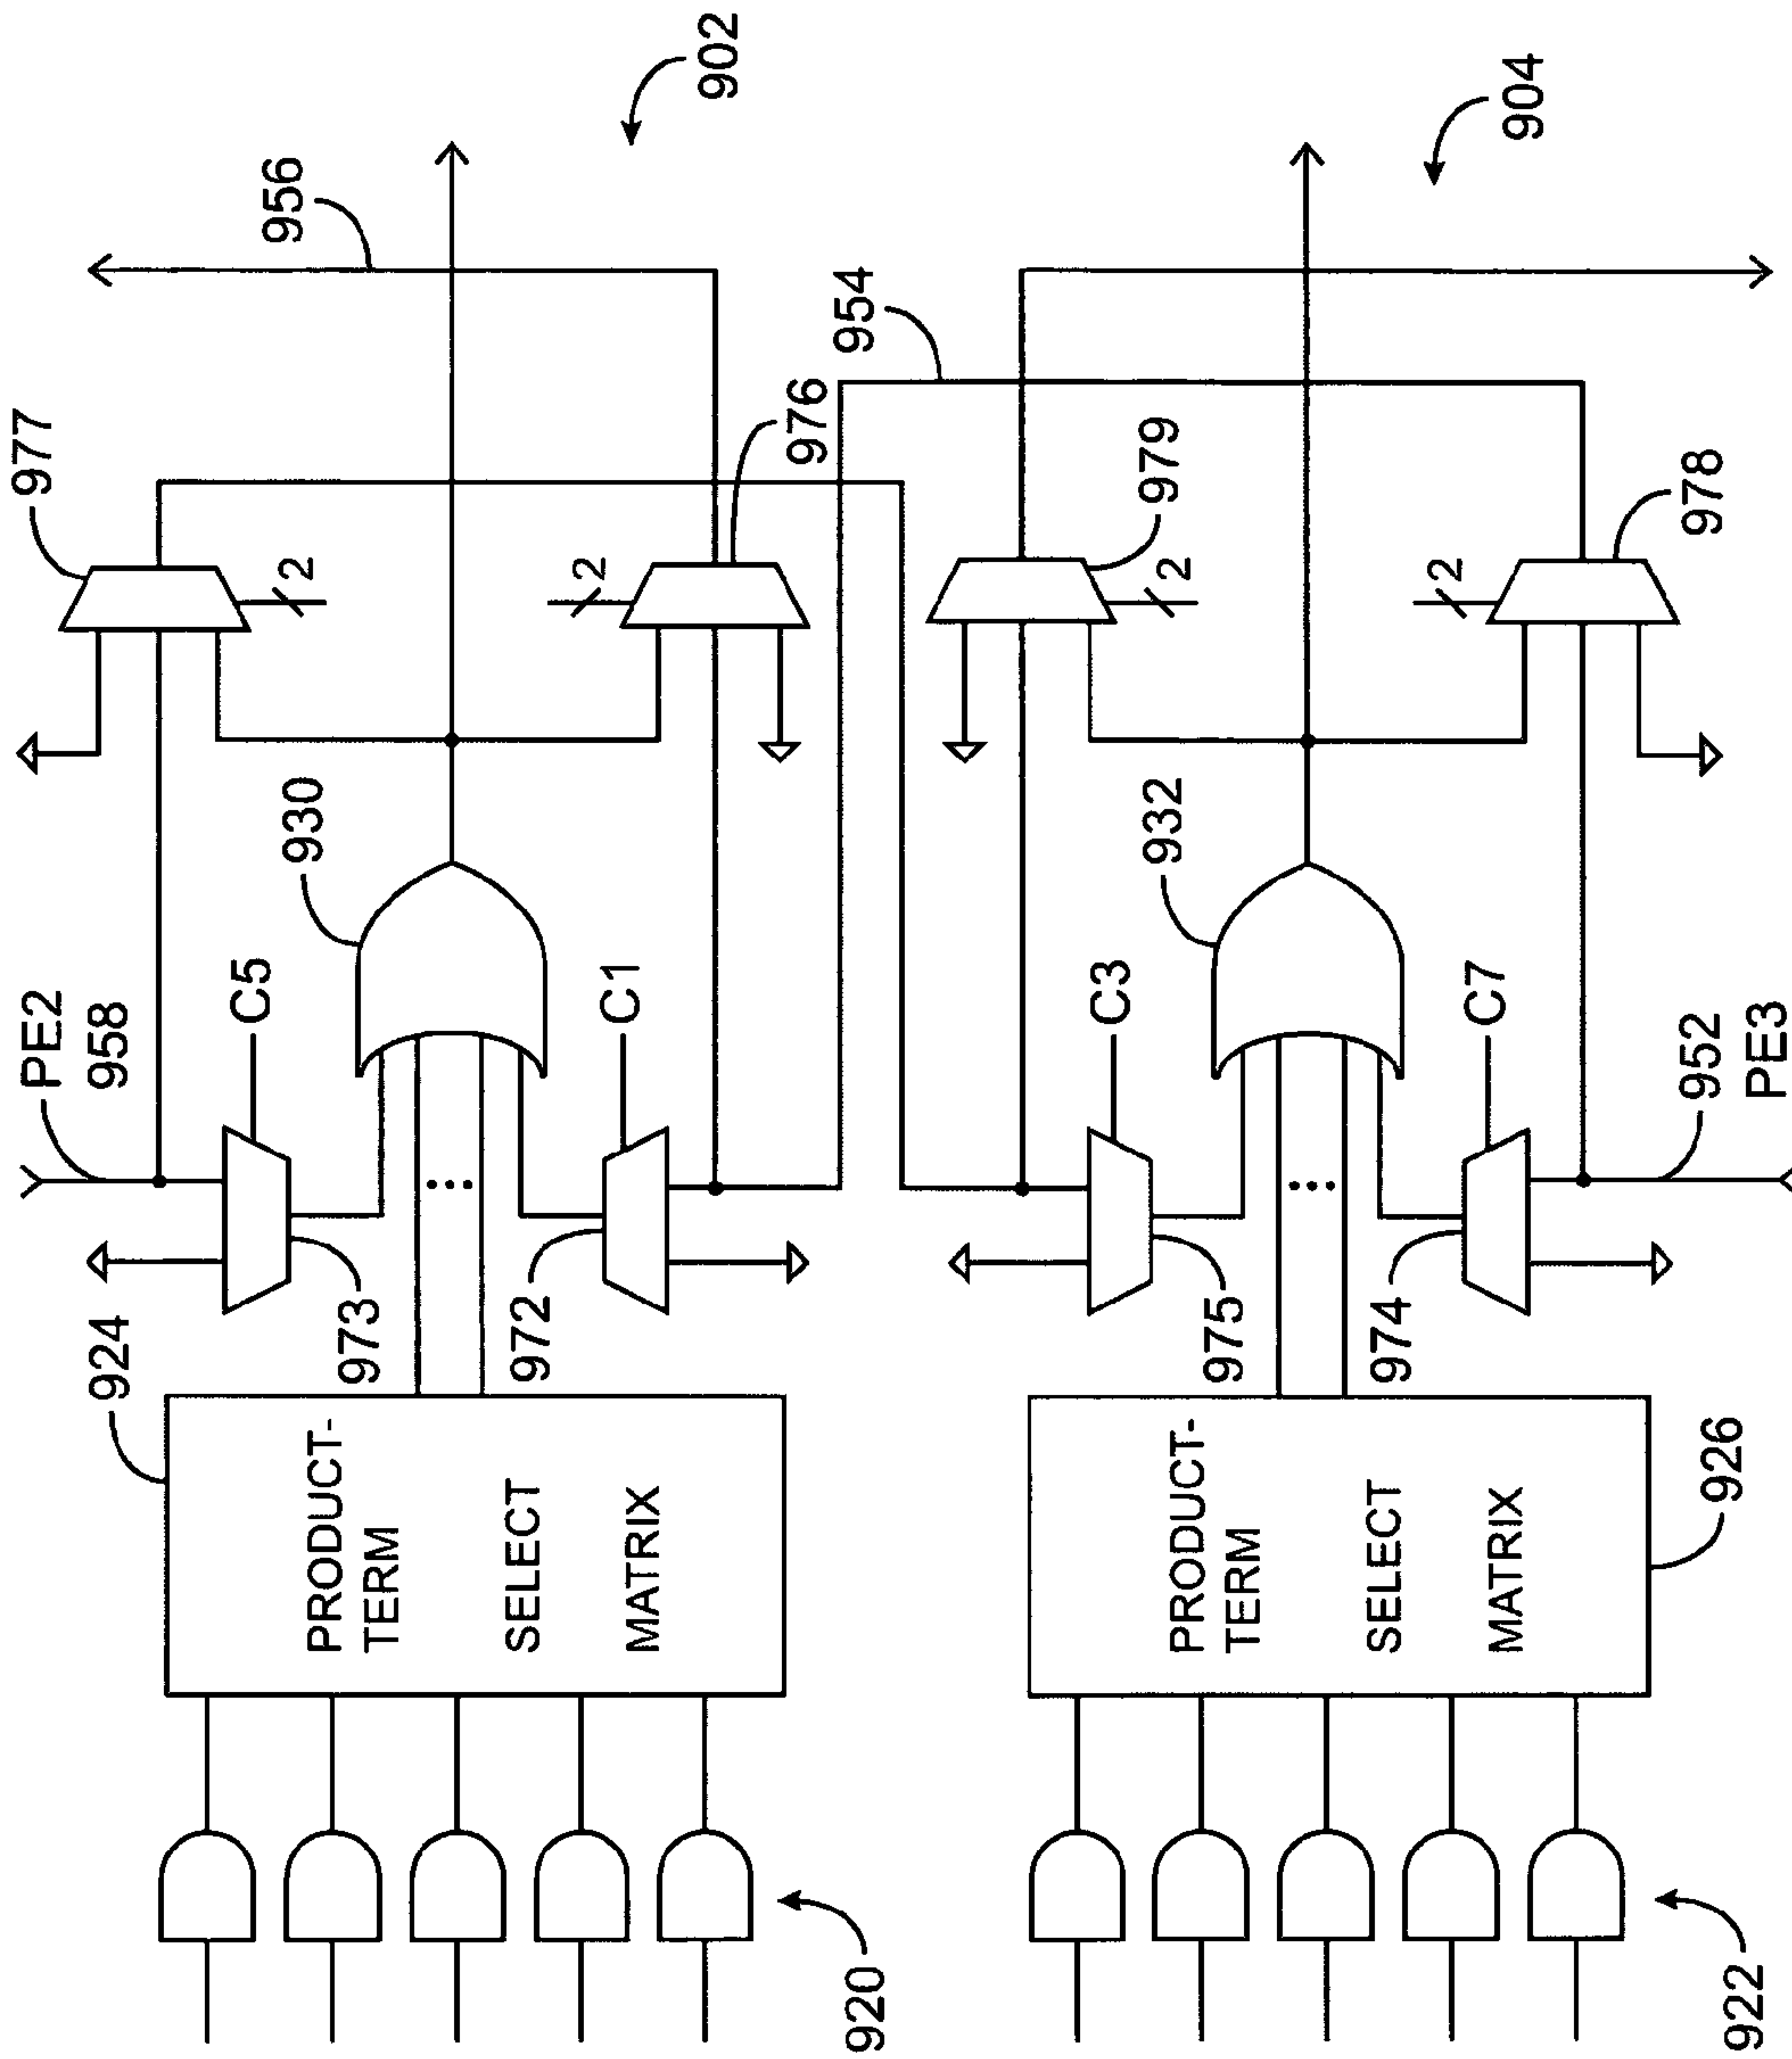 902
904
956
954
977
976
979
978
2
2
2
2
930
932
PE2
958
C5
C1
C3
C7
952
PE3
924
973
972
975
974
PRODUCT-
TERM
SELECT
MATRIX
PRODUCT-
TERM
SELECT
MATRIX
926
920
922